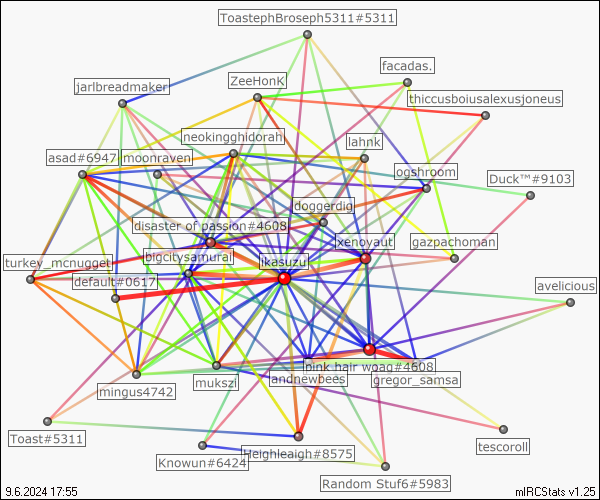 ToastephBroseph5311#5311
facadas.
ZeeHonK
jarlbreadmaker
thiccusboiusalexusjoneus
neokingghidorah
lahnk
asad#6947
moonraven
ogshroom
Duck™#9103
doggerdig
disaster of passion#4608
xenoyaut
gazpachoman
bigcitysamurai
ikasuzu
turkey_mcnugget
default#0617
avelicious
pink hair woag#4608
andnewbees
gregor_samsa
mukszi
mingus4742
Toast#5311
tescoroll
Heighleaigh#8575
Knowun#6424
Random Stuf6#5983
9.6.2024 17:55
mIRCStats v1.25